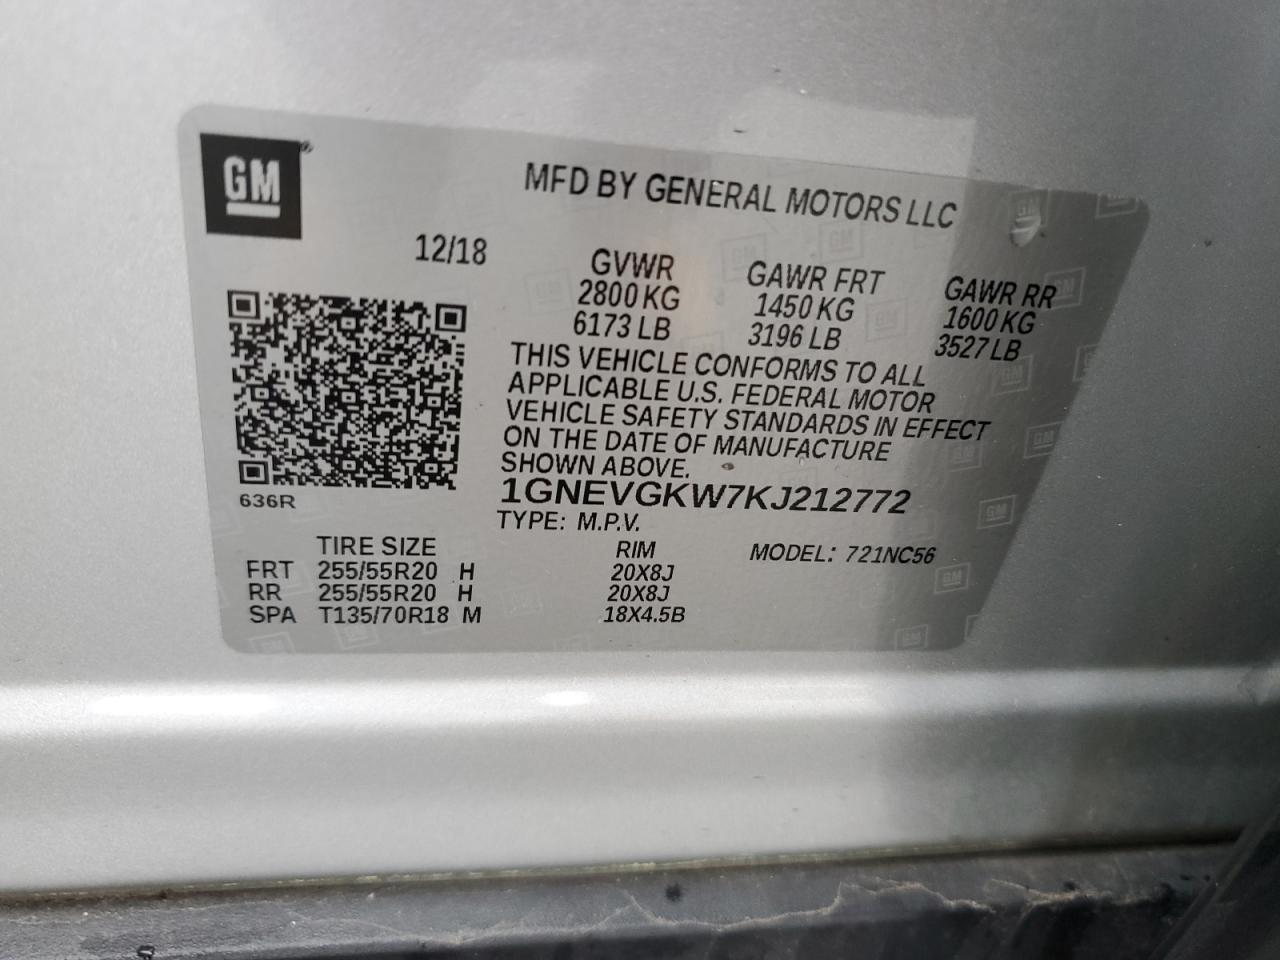 GM
MFD BY GENERAL MOTORS LLC
12/18
GVWR GAWR FRT GAWR RR
2800 KG 1450 KG 1600 KG
6173 LB 3196 LB 3527 LB
THIS VEHICLE CONFORMS TO ALL
APPLICABLE U.S. FEDERAL MOTOR
VEHICLE SAFETY STANDARDS IN EFFECT
ON THE DATE OF MANUFACTURE
SHOWN ABOVE.
636R
1GNEVGKW7KJ212772
TYPE: M.P.V.
TIRE SIZE RIM MODEL: 721NC56
FRT 255/55R20 H 20X8J
RR 255/55R20 H 20X8J
SPA T135/70R18 M 18X4.5B